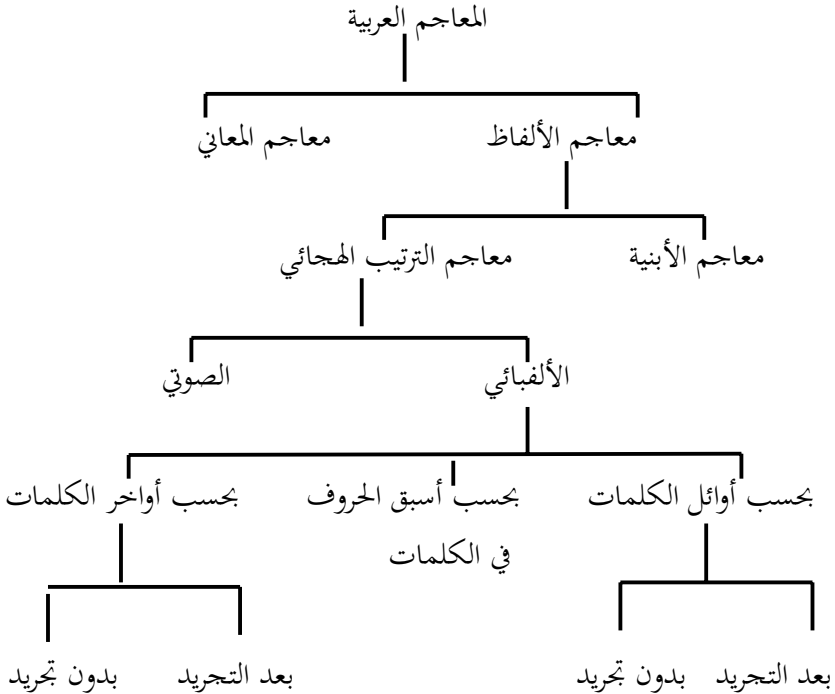 المعاجم العربية
معاجم الألفاظ معاجم المعاني
معاجم الأبنية معاجم الترتيب الهجائي
الألفبائي الصوتي
بحسب أوائل الكلمات بحسب أسبق الحروف بحسب أواخر الكلمات
في الكلمات
بعد التجريد بدون تجريد بعد التجريد بدون تجريد